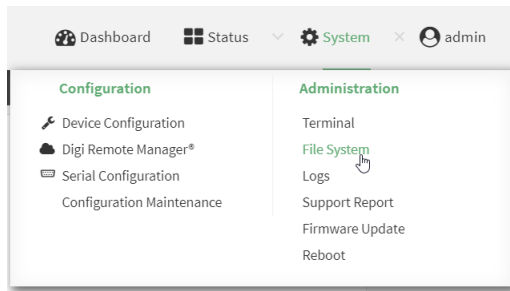 Dashboard Status System admin
Configuration
Device Configuration
Digi Remote Manager®
Serial Configuration
Configuration Maintenance
Administration
Terminal
File System
Logs
Support Report
Firmware Update
Reboot